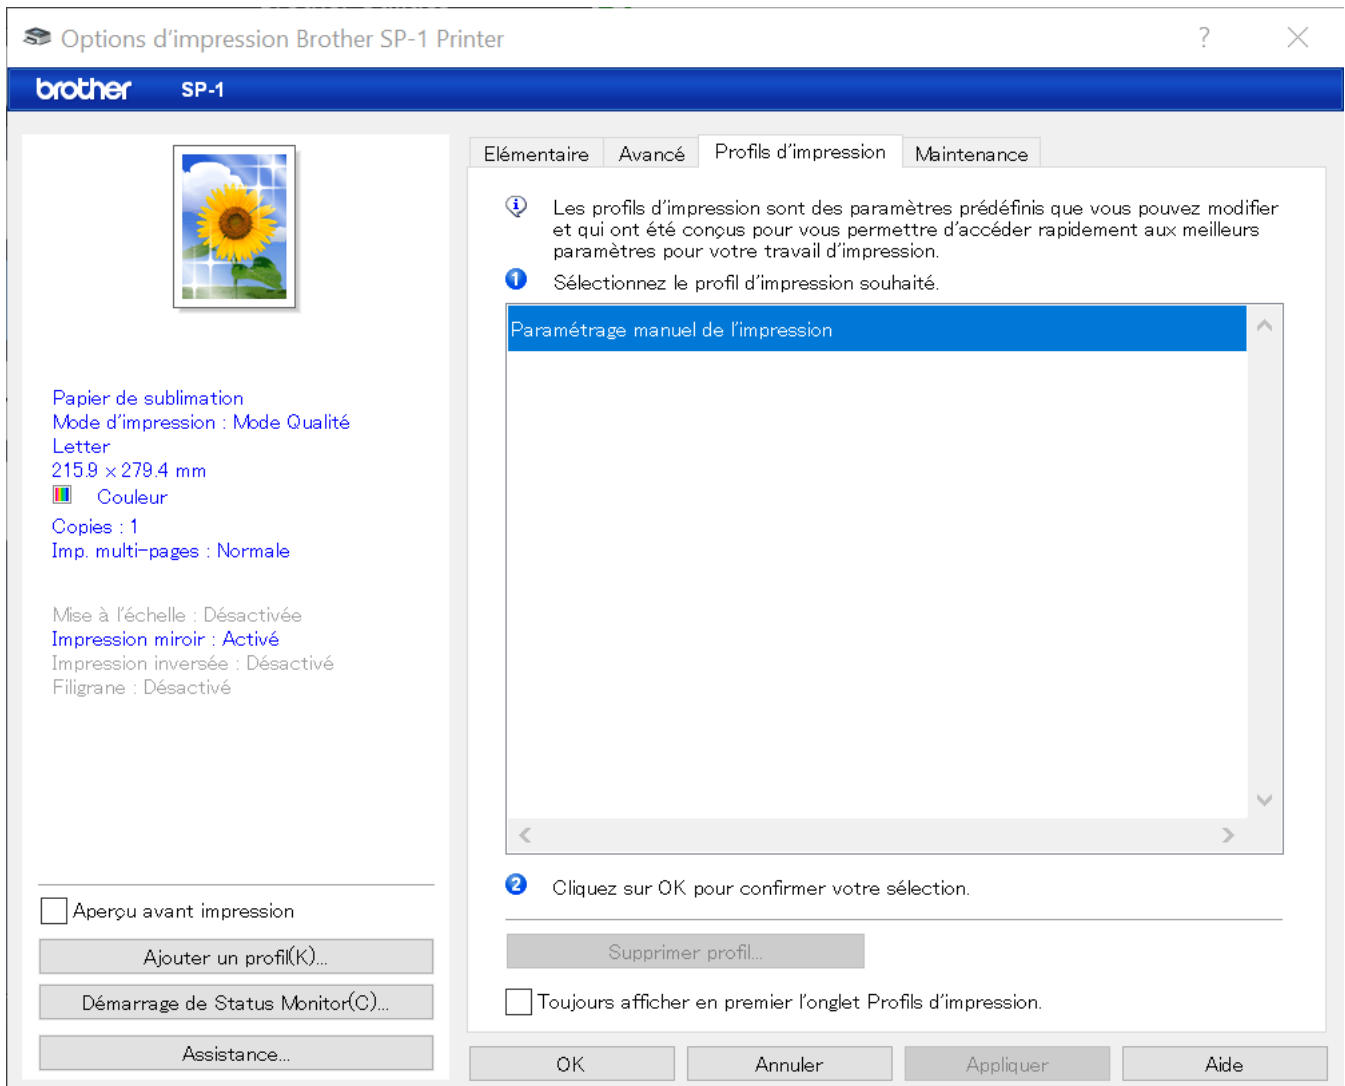 Options d'impression Brother SP-1 Printer
brother SP-1
Elémentaire Avancé Profils d'impression Maintenance
Les profils d'impression sont des paramètres prédéfinis que vous pouvez modifier
et qui ont été conçus pour vous permettre d'accéder rapidement aux meilleurs
paramètres pour votre travail d'impression.
1 Sélectionnez le profil d'impression souhaité.
Paramétrage manuel de l'impression
Papier de sublimation
Mode d'impression : Mode Qualité
Letter
215.9 × 279.4 mm
Couleur
Copies : 1
Imp. multi-pages : Normale
Mise à l'échelle : Désactivée
Impression miroir : Activé
Impression inversée : Désactivé
Filigrane : Désactivé
2 Cliquez sur OK pour confirmer votre sélection.
Aperçu avant impression
Ajouter un profil(K)...
Démarrage de Status Monitor(C)...
Assistance...
Supprimer profil...
Toujours afficher en premier l'onglet Profils d'impression.
OK Annuler Appliquer Aide